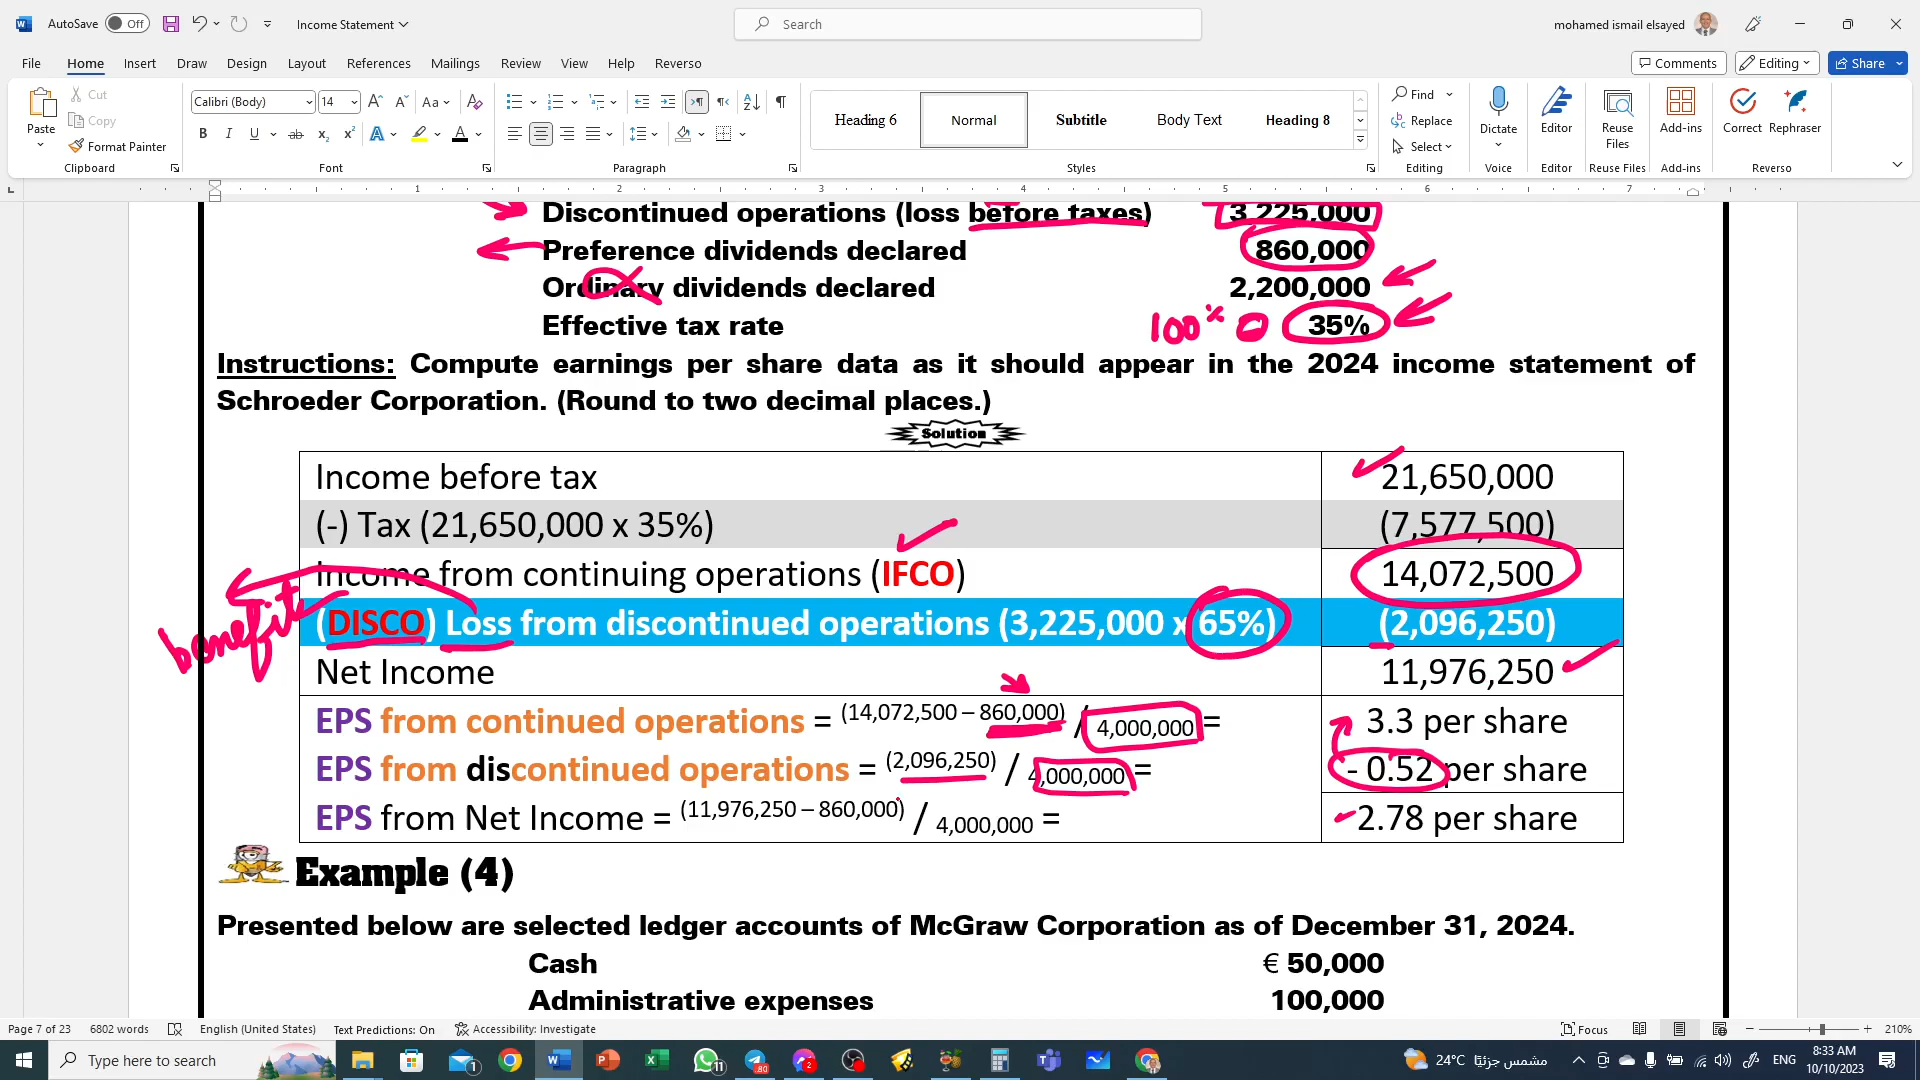 AutoSave Off Income Statement Search mohamed ismail elsayed
File Home Insert Draw Design Layout References Mailings Review View Help Reverso Comments Editing Share
Paste Cut Copy Format Painter
Clipboard
Calibri (Body) 14
Font
Paragraph
Heading 6 Normal Subtitle Body Text Heading 8
Styles
Find Replace Select
Editing
Dictate
Voice
Editor
Editor
Reuse Files
Reuse Files
Add-ins
Add-ins
Correct Rephraser
Reverso
1 2 3 4 5 6 7
Discontinued operations (loss before taxes) 3,225,000
Preference dividends declared 860,000
Ordinary dividends declared 2,200,000
Effective tax rate 100% - 35%
Instructions: Compute earnings per share data as it should appear in the 2024 income statement of
Schroeder Corporation. (Round to two decimal places.)
Solution
Income before tax 21,650,000
(-) Tax (21,650,000 x 35%) (7,577,500)
Income from continuing operations (IFCO) 14,072,500
benefit (DISCO) Loss from discontinued operations (3,225,000 x 65%) (2,096,250)
Net Income 11,976,250
EPS from continued operations = (14,072,500 – 860,000) / 4,000,000 = 3.3 per share
EPS from discontinued operations = (2,096,250) / 4,000,000 = - 0.52 per share
EPS from Net Income = (11,976,250 – 860,000) / 4,000,000 = 2.78 per share
Example (4)
Presented below are selected ledger accounts of McGraw Corporation as of December 31, 2024.
Cash € 50,000
Administrative expenses 100,000
Page 7 of 23 6802 words English (United States) Text Predictions: On Accessibility: Investigate Focus 210%
Type here to search 24°C مشمس جزئيًا ENG 8:33 AM
10/10/2023